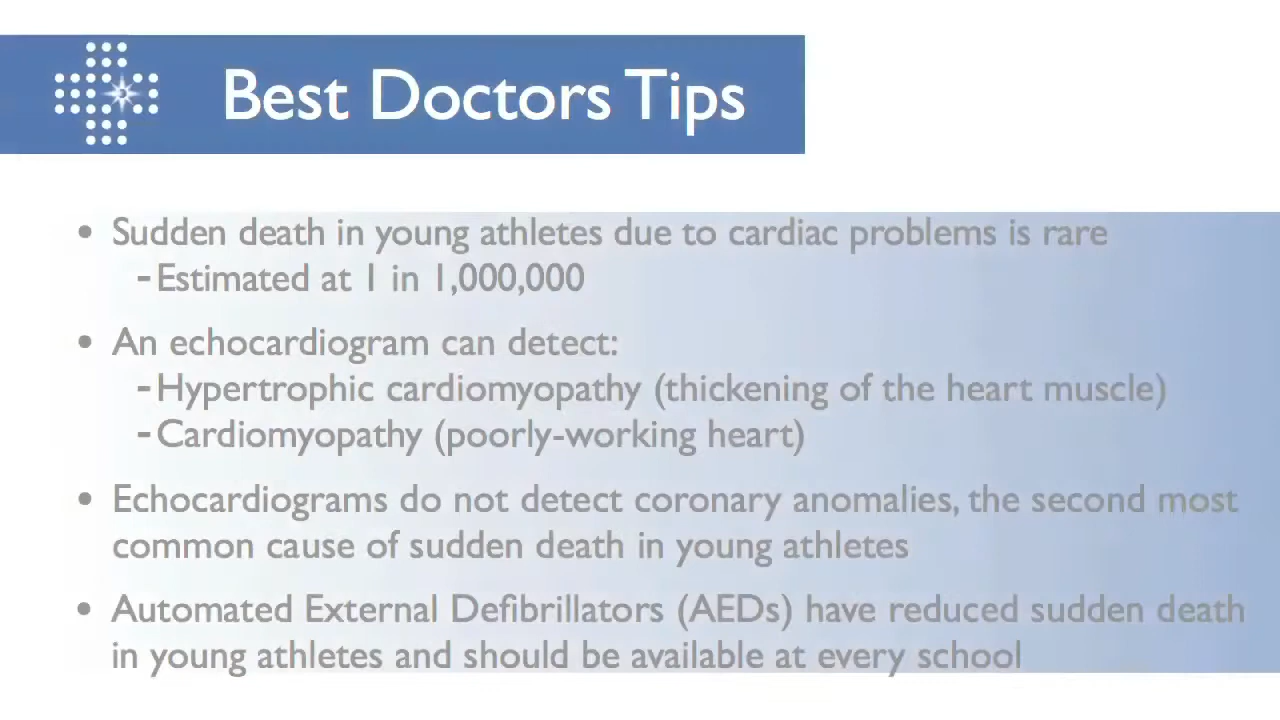 Best Doctors Tips
• Sudden death in young athletes due to cardiac problems is rare
-Estimated at 1 in 1,000,000
• An echocardiogram can detect:
-Hypertrophic cardiomyopathy (thickening of the heart muscle)
-Cardiomyopathy (poorly-working heart)
• Echocardiograms do not detect coronary anomalies, the second most
common cause of sudden death in young athletes
• Automated External Defibrillators (AEDs) have reduced sudden death
in young athletes and should be available at every school